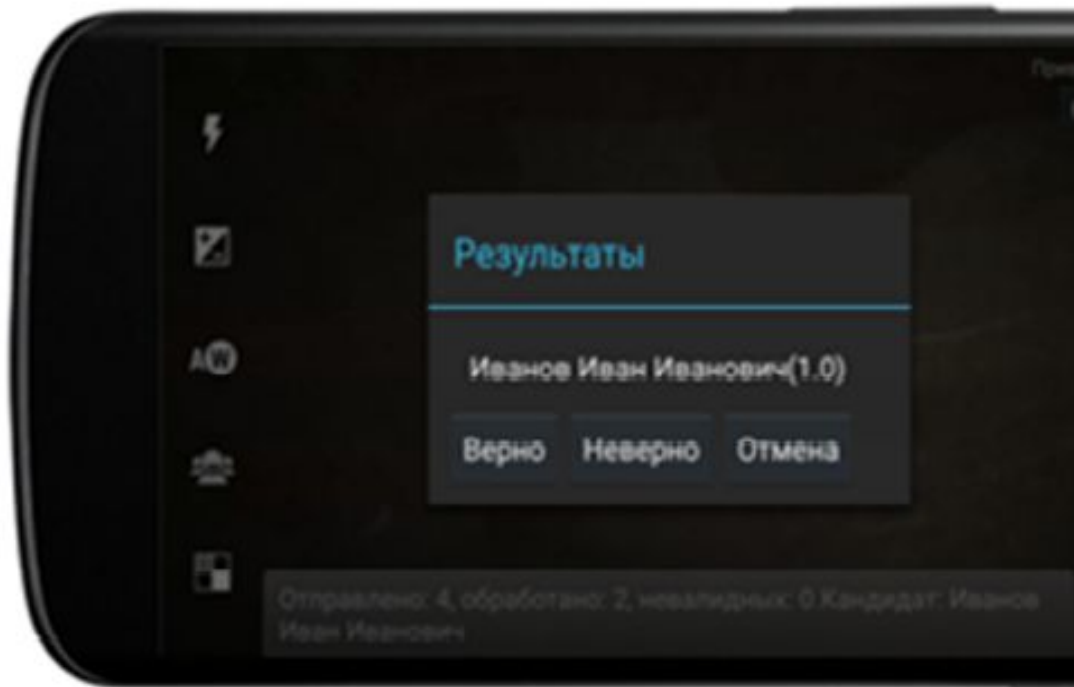 Результаты
Иванов Иван Иванович(1.0)
Верно Неверно Отмена
Отправлено: 4, обработано: 2, невалидных: 0.Кандидат: Иванов
Иван Иванович